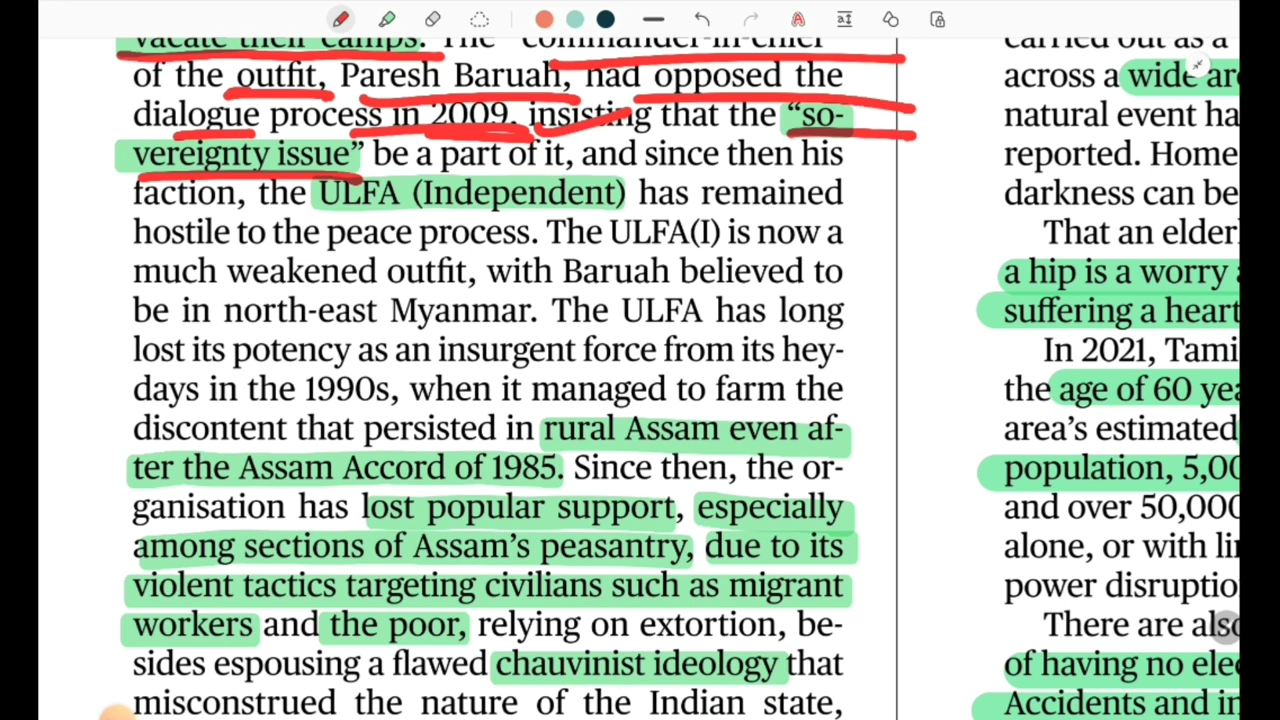 vacate their camps. The "commander-in-chief"
of the outfit, Paresh Baruah, had opposed the
dialogue process in 2009, insisting that the “so-
vereignty issue” be a part of it, and since then his
faction, the ULFA (Independent) has remained
hostile to the peace process. The ULFA(I) is now a
much weakened outfit, with Baruah believed to
be in north-east Myanmar. The ULFA has long
lost its potency as an insurgent force from its hey-
days in the 1990s, when it managed to farm the
discontent that persisted in rural Assam even af-
ter the Assam Accord of 1985. Since then, the or-
ganisation has lost popular support, especially
among sections of Assam’s peasantry, due to its
violent tactics targeting civilians such as migrant
workers and the poor, relying on extortion, be-
sides espousing a flawed chauvinist ideology that
misconstrued the nature of the Indian state,
carried out as a
across a wide
natural event ha
reported. Home
darkness can be
That an elder
a hip is a worry
suffering a heart
In 2021, Tami
the age of 60 yea
area’s estimated
population, 5,00
and over 50,000
alone, or with li
power disruptio
There are also
of having no elec
Accidents and in